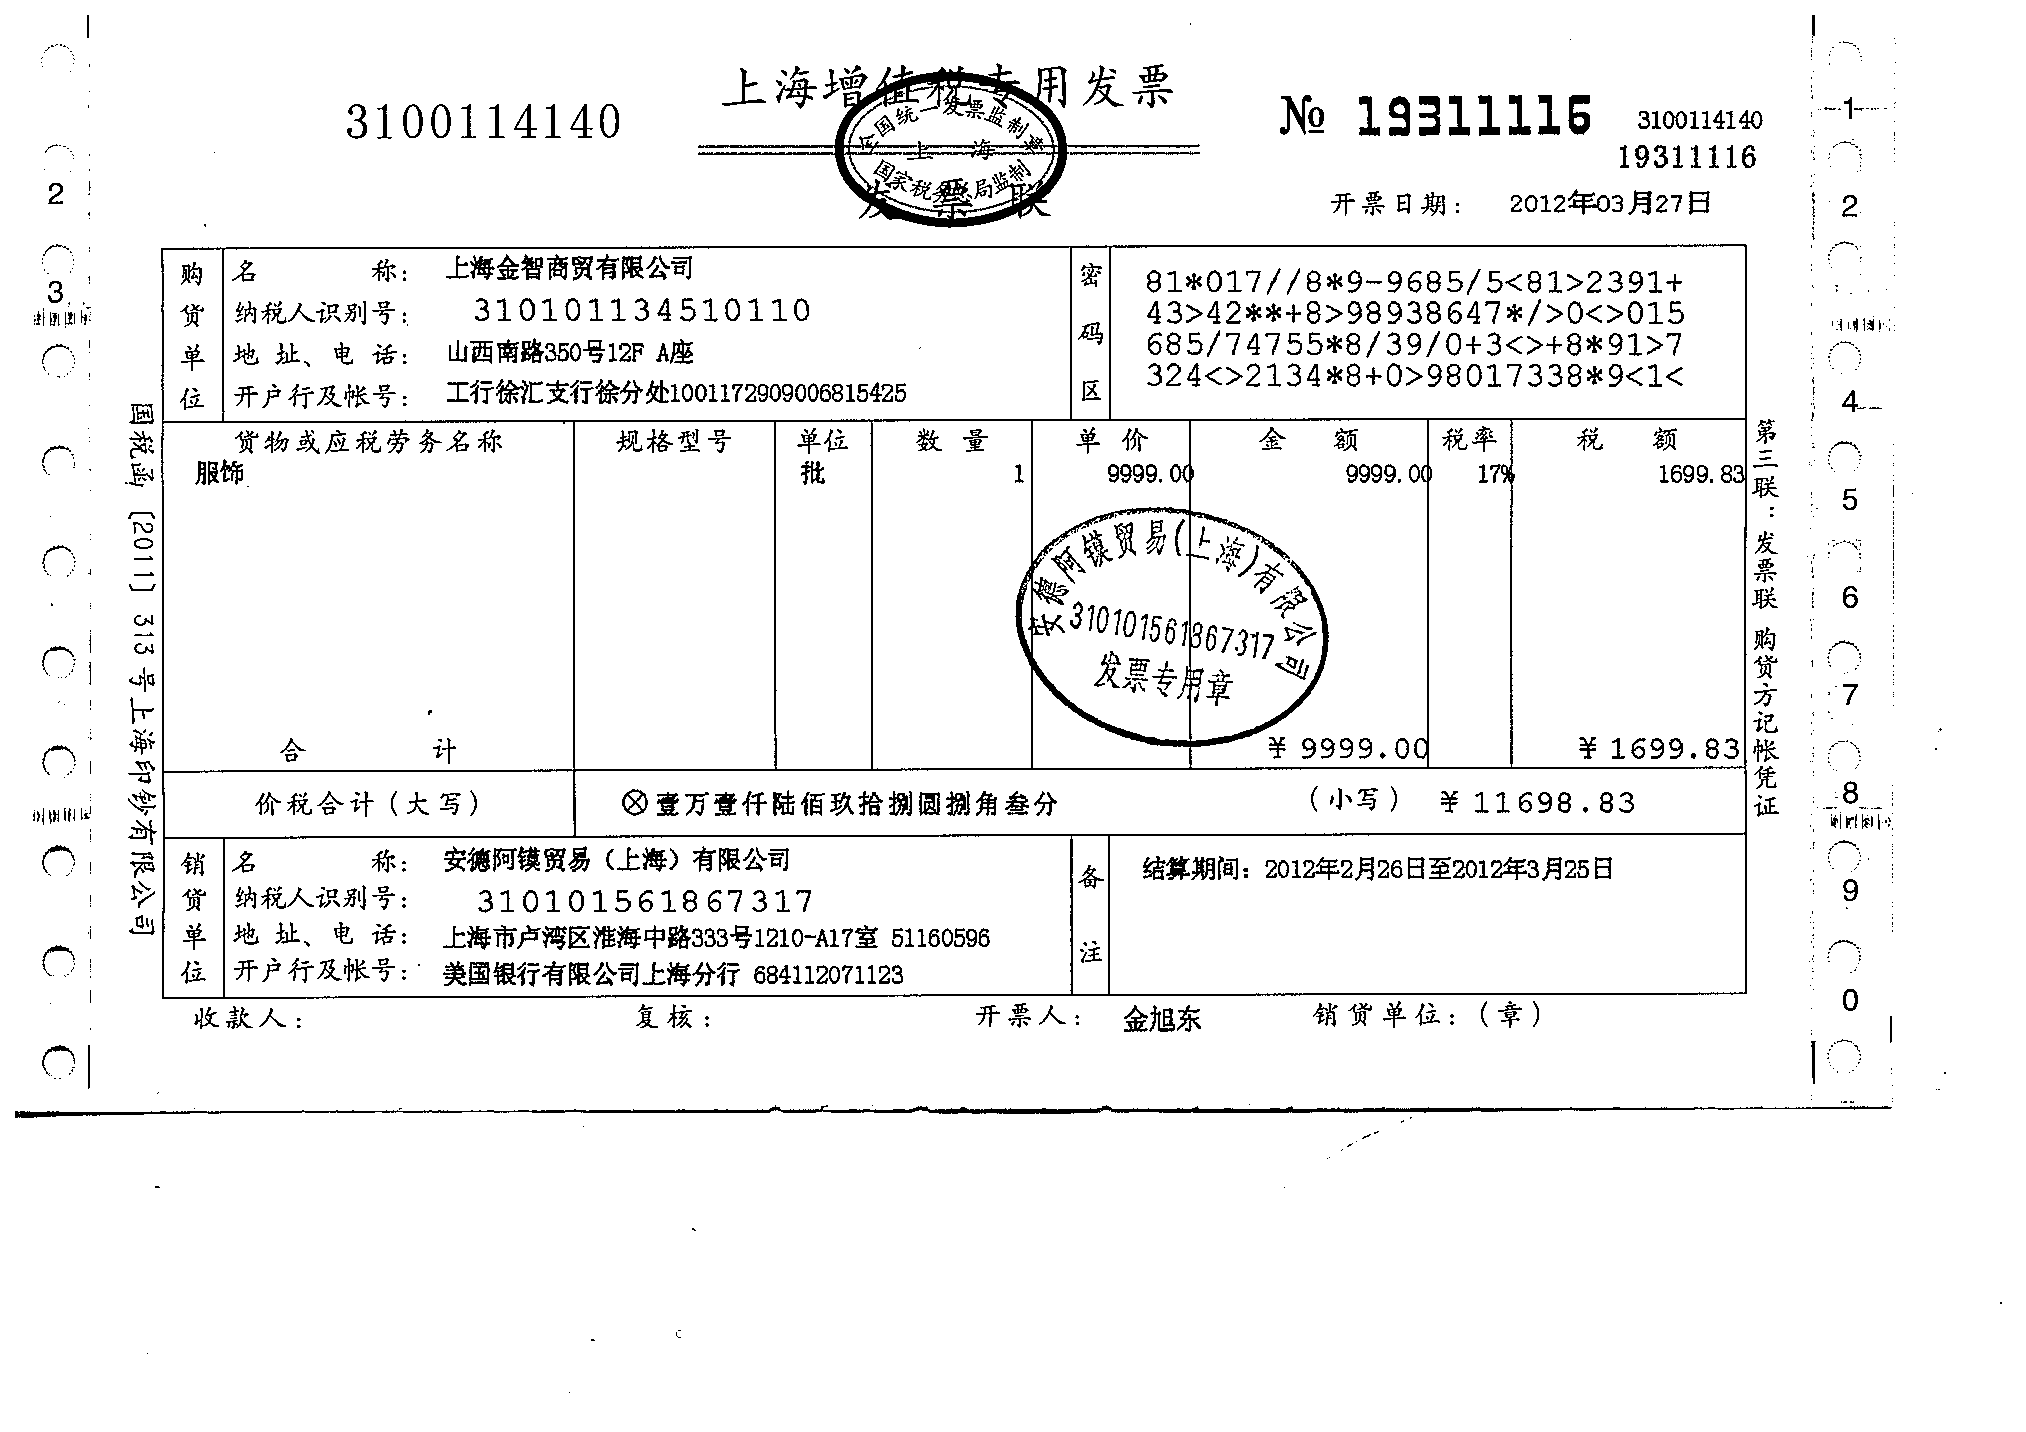 上海增值税专用发票
3100114140
全国统一发票监制章
上海
国家税务总局监制
发票联
№ 19311116
3100114140
19311116
开票日期: 2012年03月27日
购货单位
名 称: 上海金智商贸有限公司
纳税人识别号: 310101134510110
地 址、电 话: 山西南路350号12F A座
开户行及帐号: 工行徐汇支行徐分处1001172909006815425
密码区
81*017//8*9-9685/5<81>2391+
43>42**+8>98938647*/>0<>015
685/74755*8/39/0+3<>+8*91>7
324<>2134*8+0>98017338*9<1<
货物或应税劳务名称 规格型号 单位 数 量 单 价 金 额 税率 税 额
服饰 批 1 9999.00 9999.00 17% 1699.83
安德阿镆贸易(上海)有限公司
310101561867317
发票专用章
合 计 ¥ 9999.00 ¥ 1699.83
价税合计(大写) ⊗壹万壹仟陆佰玖拾捌圆捌角叁分 (小写) ¥ 11698.83
销货单位
名 称: 安德阿镆贸易（上海）有限公司
纳税人识别号: 310101561867317
地 址、电 话: 上海市卢湾区淮海中路333号1210-A17室 51160596
开户行及帐号: 美国银行有限公司上海分行 684112071123
备注
结算期间: 2012年2月26日至2012年3月25日
收款人: 复核: 开票人: 金旭东 销货单位:(章)
国税函〔2011〕313号上海印钞有限公司
第三联:发票联 购货方记帐凭证
2
3
1
2
4
5
6
7
8
9
0